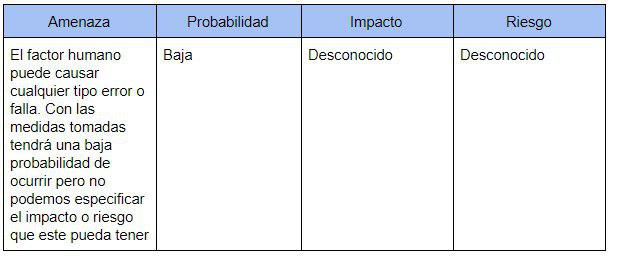 Amenaza Probabilidad Impacto Riesgo
El factor humano Baja Desconocido Desconocido
puede causar
cualquier tipo error o
falla. Con las
medidas tomadas
tendrá una baja
probabilidad de
ocurrir pero no
podemos especificar
el impacto o riesgo
que este pueda tener